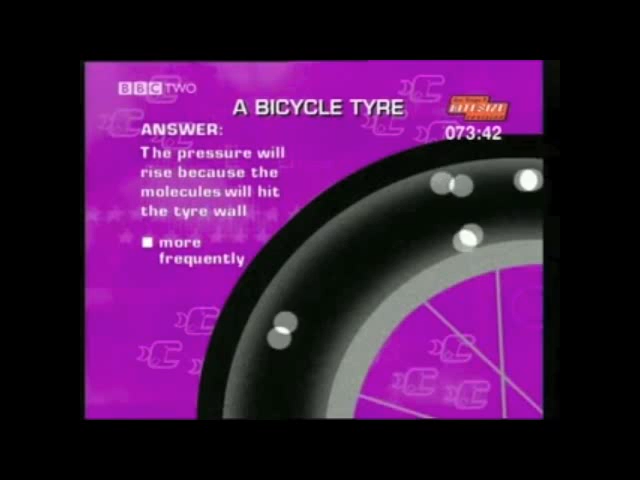 BBC TWO
A BICYCLE TYRE
BITESIZE
073:42
ANSWER:
The pressure will
rise because the
molecules will hit
the tyre wall
more
frequently